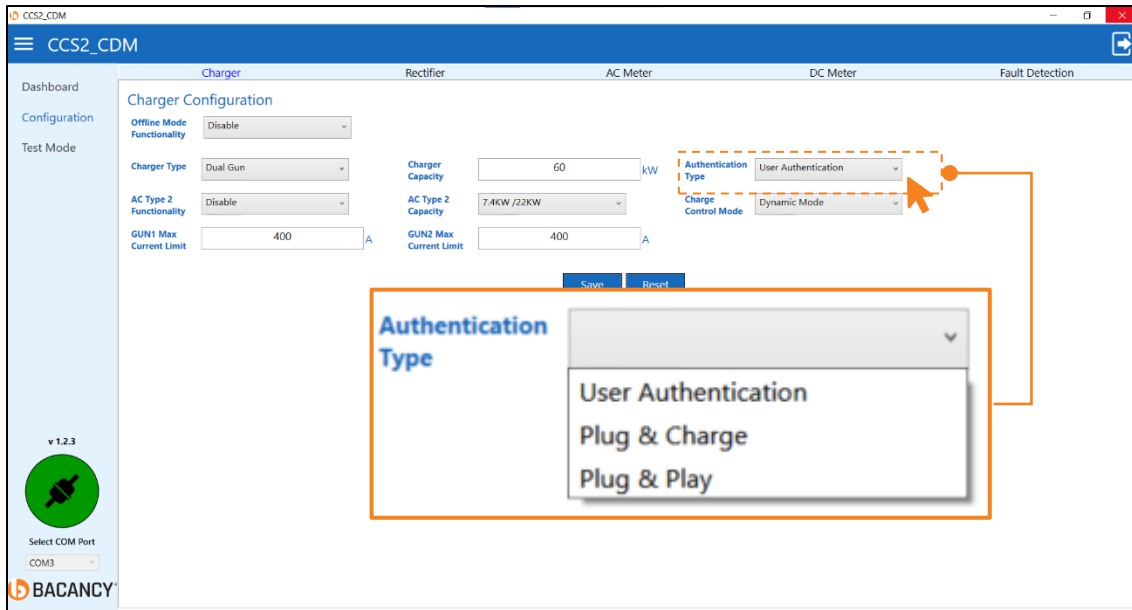 CCS2_CDM
CCS2_CDM
Charger Rectifier AC Meter DC Meter Fault Detection
Dashboard
Configuration
Test Mode
Charger Configuration
Offline Mode
Functionality
Disable
Charger Type
Dual Gun
Charger
Capacity
60
kW
Authentication
Type
User Authentication
AC Type 2
Functionality
Disable
AC Type 2
Capacity
7.4KW /22KW
Charge
Control Mode
Dynamic Mode
GUN1 Max
Current Limit
400
A
GUN2 Max
Current Limit
400
A
Save Reset
Authentication
Type
User Authentication
Plug & Charge
Plug & Play
v 1.2.3
Select COM Port
COM3
BACANCY